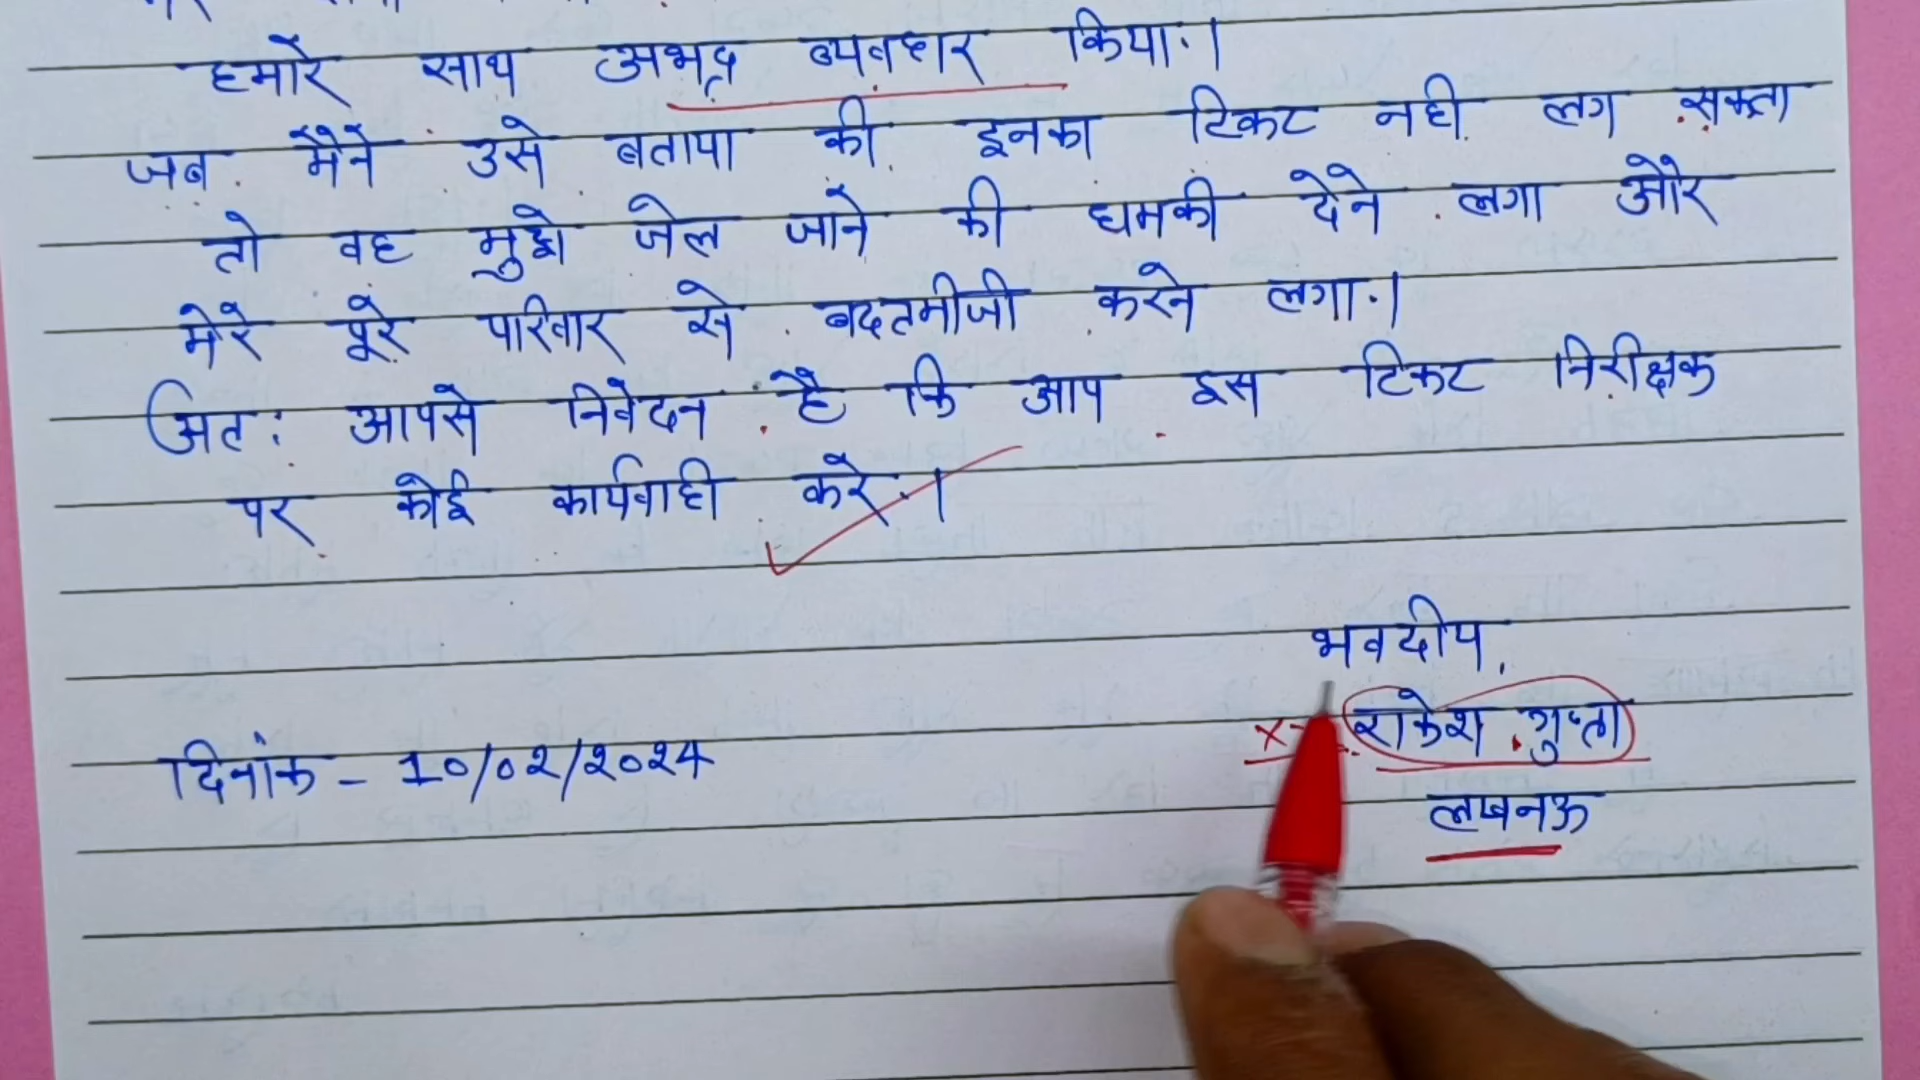 हमारे साथ अभद्र व्यवहार किया।
जब मैने उसे बताया की इनका टिकट नही लग सकता
तो वह मुझे जेल जाने की धमकी देने लगा और
मेरे पूरे परिवार से बदतमीजी करने लगा।
अतः आपसे निवेदन है कि आप इस टिकट निरीक्षक
पर कोई कार्यवाही करे।
भवदीय,
राकेश गुप्ता
दिनांक - 10/02/2024
लखनऊ